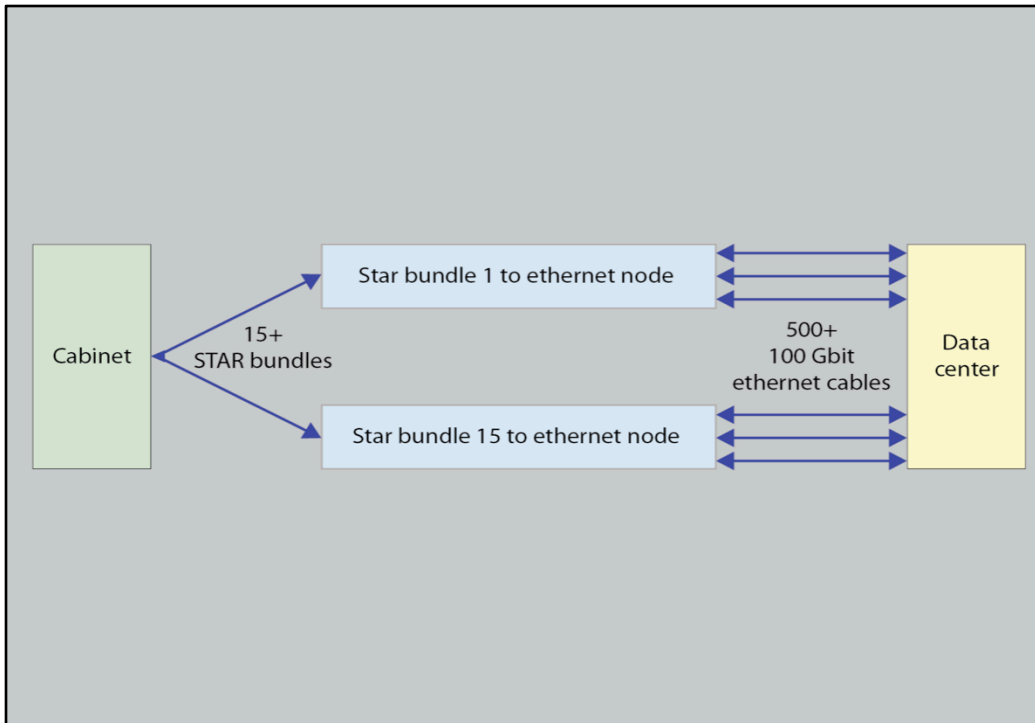 Star bundle 1 to ethernet node
Cabinet
15+
STAR bundles
500+
100 Gbit
ethernet cables
Data
center
Star bundle 15 to ethernet node